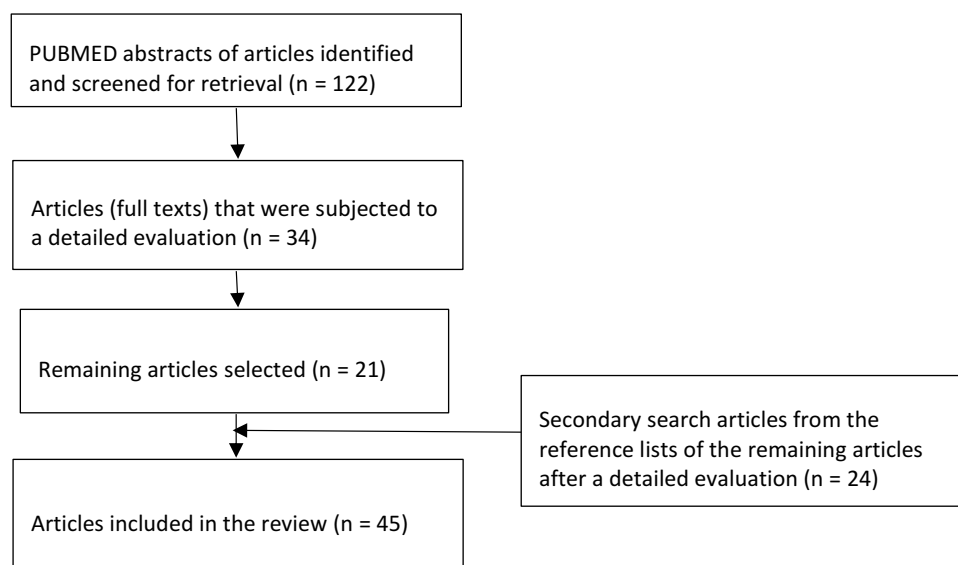 PUBMED abstracts of articles identified
and screened for retrieval (n = 122)
Articles (full texts) that were subjected to
a detailed evaluation (n = 34)
Remaining articles selected (n = 21)
Secondary search articles from the
reference lists of the remaining articles
after a detailed evaluation (n = 24)
Articles included in the review (n = 45)